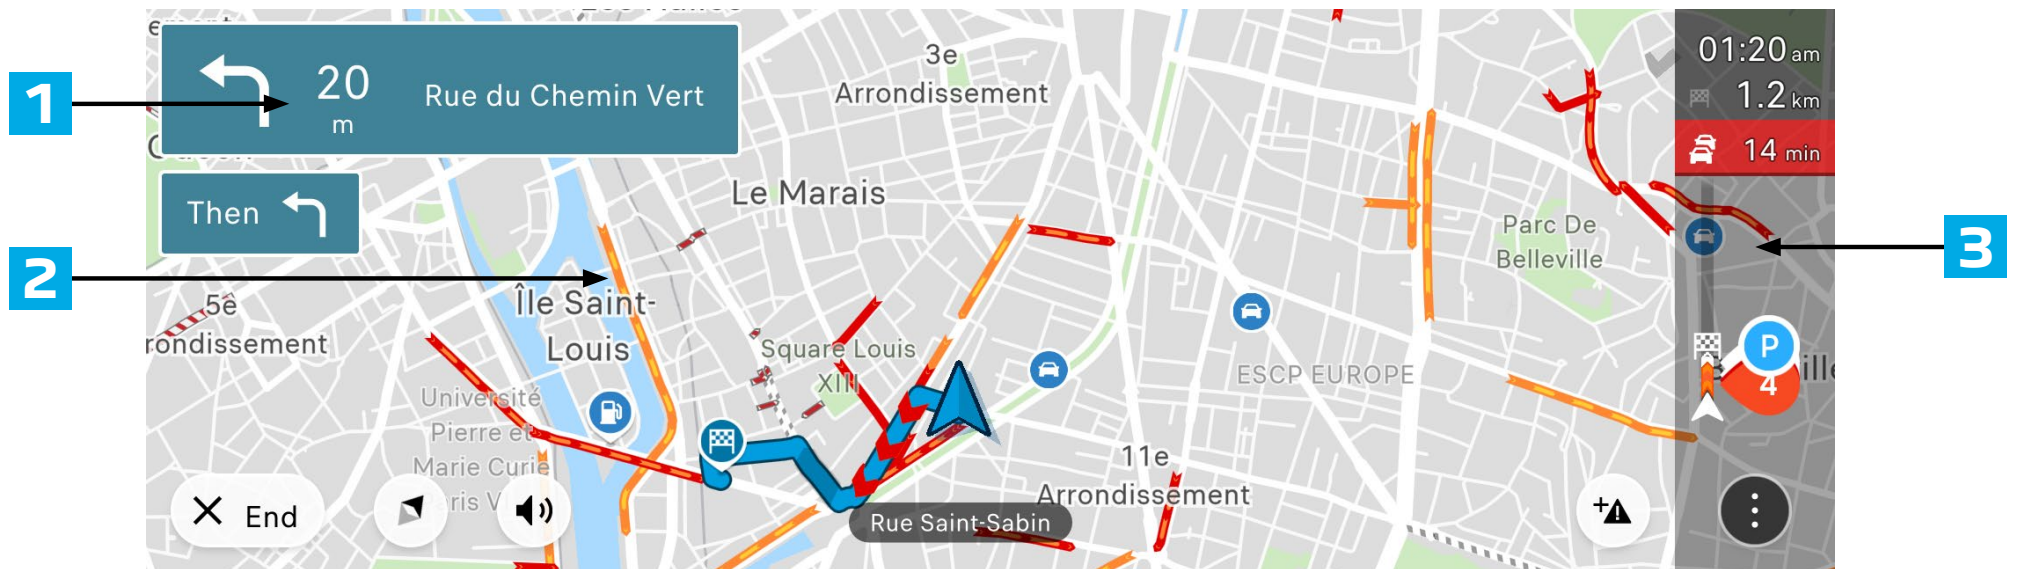 1
20
m
Rue du Chemin Vert
Then
2
3
01:20 am
1.2 km
14 min
3e
Arrondissement
Le Marais
Parc De
Belleville
5e
rondissement
Île Saint-
Louis
Square Louis
XIII
ESCP EUROPE
Université
Pierre et
Marie Curie
aris V
11e
Arrondissement
P
4
ille
End
Rue Saint-Sabin